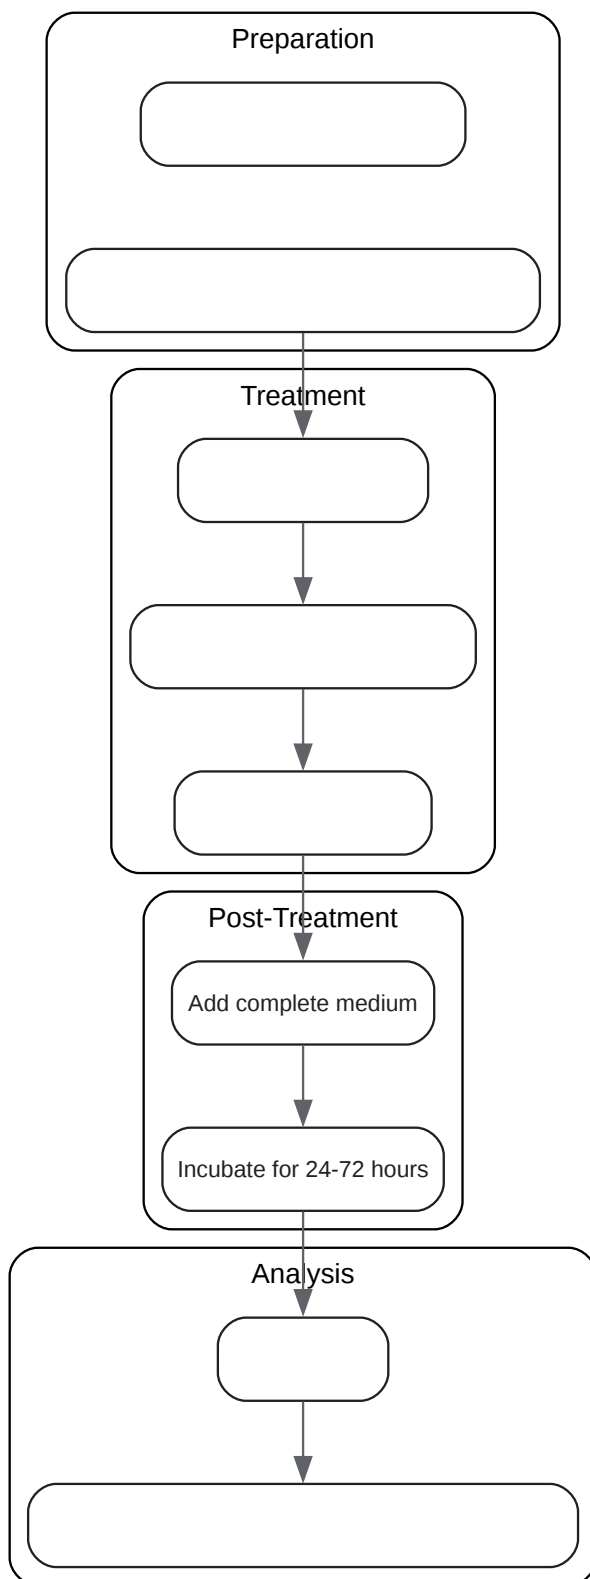 Preparation
Treatment
Post-Treatment
Add complete medium
Incubate for 24-72 hours
Analysis